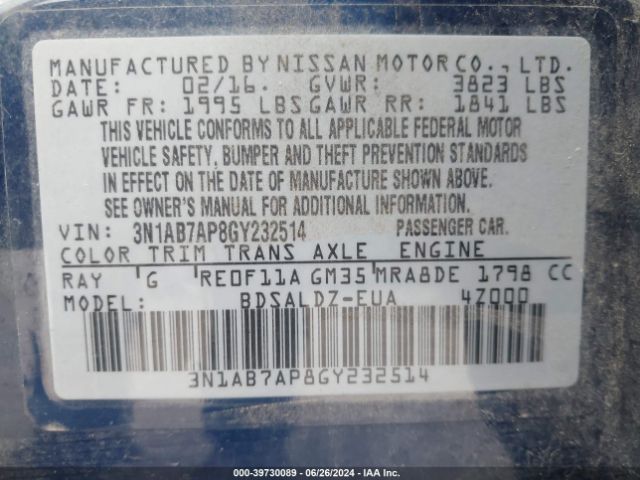 MANUFACTURED BY NISSAN MOTOR CO., LTD.
DATE: 02/16. GVWR: 3823 LBS
GAWR FR: 1995 LBS GAWR RR: 1841 LBS
THIS VEHICLE CONFORMS TO ALL APPLICABLE FEDERAL MOTOR
VEHICLE SAFETY, BUMPER AND THEFT PREVENTION STANDARDS
IN EFFECT ON THE DATE OF MANUFACTURE SHOWN ABOVE.
SEE OWNER'S MANUAL FOR ADDITIONAL INFORMATION.
VIN: 3N1AB7AP8GY232514 PASSENGER CAR.
COLOR TRIM TRANS AXLE ENGINE
RAY G RE0F11A GM35 MRA8DE 1798 CC
MODEL: BDSALDZ-EUA 4Z000
3N1AB7AP8GY232514
000-39730089 - 06/26/2024 - IAA Inc.